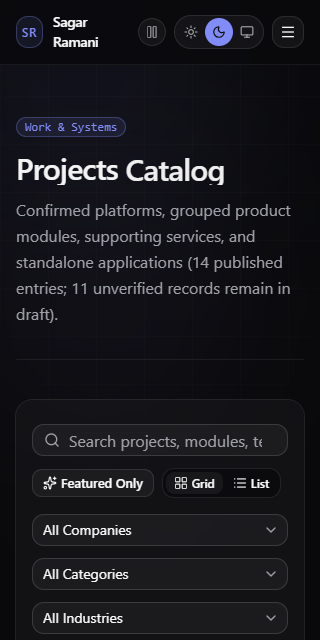 SR
Sagar
Ramani
Work & Systems
Projects Catalog
Confirmed platforms, grouped product
modules, supporting services, and
standalone applications (14 published
entries; 11 unverified records remain in
draft).
Search projects, modules, te
Featured Only
Grid
List
All Companies
All Categories
All Industries